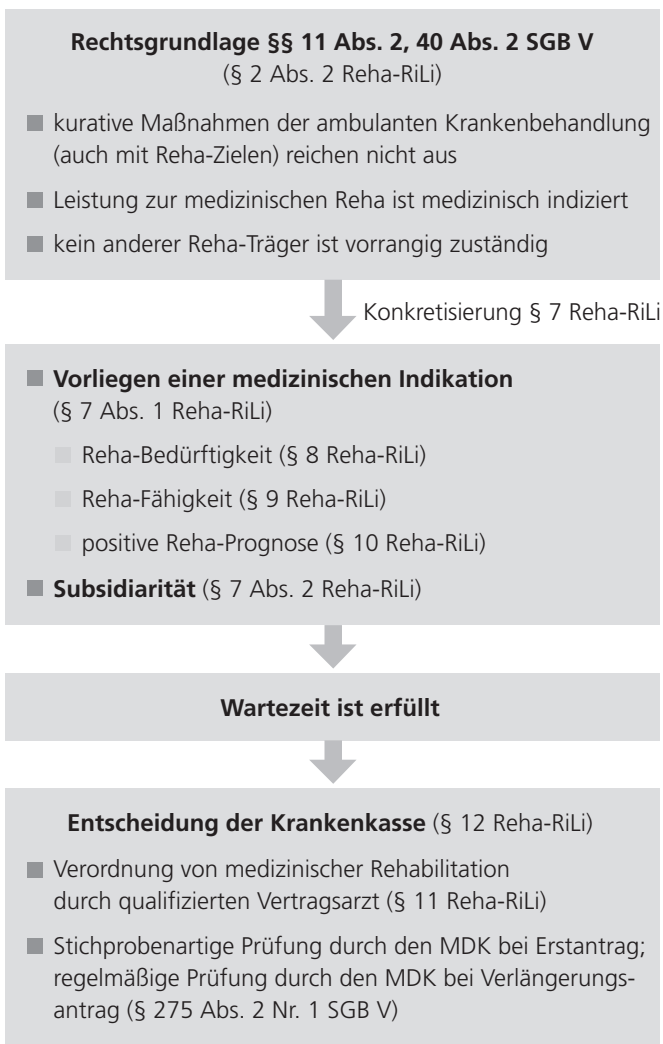 Rechtsgrundlage §§ 11 Abs. 2, 40 Abs. 2 SGB V
(§ 2 Abs. 2 Reha-RiLi)
kurative Maßnahmen der ambulanten Krankenbehandlung
(auch mit Reha-Zielen) reichen nicht aus
Leistung zur medizinischen Reha ist medizinisch indiziert
kein anderer Reha-Träger ist vorrangig zuständig
Konkretisierung § 7 Reha-RiLi
Vorliegen einer medizinischen Indikation
(§ 7 Abs. 1 Reha-RiLi)
Reha-Bedürftigkeit (§ 8 Reha-RiLi)
Reha-Fähigkeit (§ 9 Reha-RiLi)
positive Reha-Prognose (§ 10 Reha-RiLi)
Subsidiarität (§ 7 Abs. 2 Reha-RiLi)
Wartezeit ist erfüllt
Entscheidung der Krankenkasse (§ 12 Reha-RiLi)
Verordnung von medizinischer Rehabilitation
durch qualifizierten Vertragsarzt (§ 11 Reha-RiLi)
Stichprobenartige Prüfung durch den MDK bei Erstantrag;
regelmäßige Prüfung durch den MDK bei Verlängerungs-
antrag (§ 275 Abs. 2 Nr. 1 SGB V)